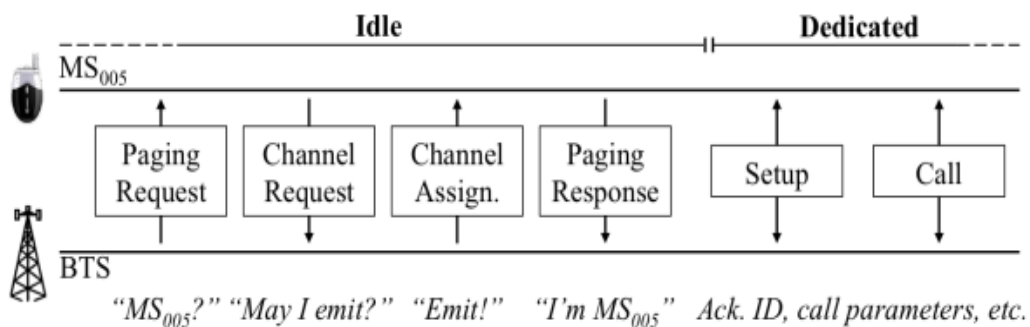 Idle Dedicated
MS₀₀₅
Paging Request
Channel Request
Channel Assign.
Paging Response
Setup
Call
BTS
“MS₀₀₅?” “May I emit?” “Emit!” “I'm MS₀₀₅” Ack. ID, call parameters, etc.